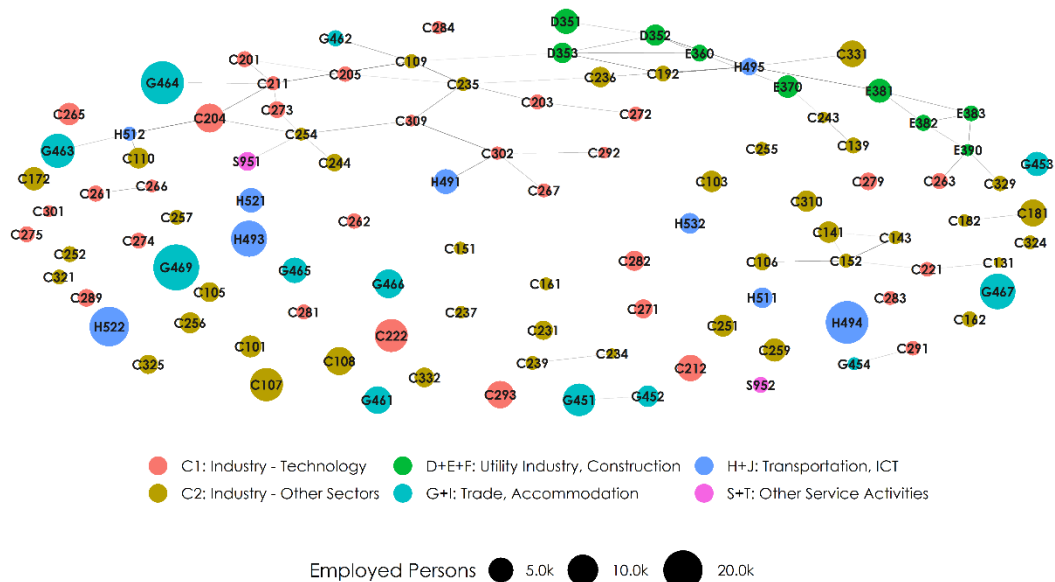 D351
C284
D352
G462
D353
E360
C331
C201
C205
C109
H495
G464
C211
C235
C236
C192
E370
E381
C265
C204
C273
C203
C272
C243
E382
E383
H512
C254
C309
G463
C110
S951
C244
C302
C292
C255
C139
E390
G453
C172
C261
C266
H491
C267
C103
C279
C263
C329
C301
C257
H521
C262
H532
C310
C182
C181
C275
C274
H493
C151
C141
C143
C324
C252
G469
G465
C282
C106
C152
C221
C131
C321
C105
G466
C161
C289
C281
C237
C271
H511
C283
G467
H522
C256
C222
C231
C251
H494
C162
C325
C101
C108
C239
C234
C259
G454
C291
C107
C332
C212
S952
G461
C293
G451
G452
C1: Industry - Technology
D+E+F: Utility Industry, Construction
H+J: Transportation, ICT
C2: Industry - Other Sectors
G+I: Trade, Accommodation
S+T: Other Service Activities
Employed Persons 5.0k 10.0k 20.0k